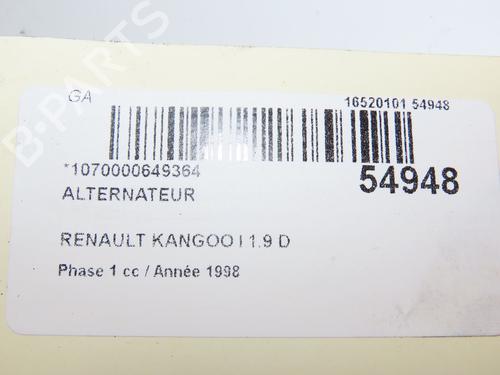 GA
16520101 54948
*1070000649364
54948
ALTERNATEUR
RENAULT KANGOO I 1.9 D
Phase 1 cc / Année 1998
B-PARTS